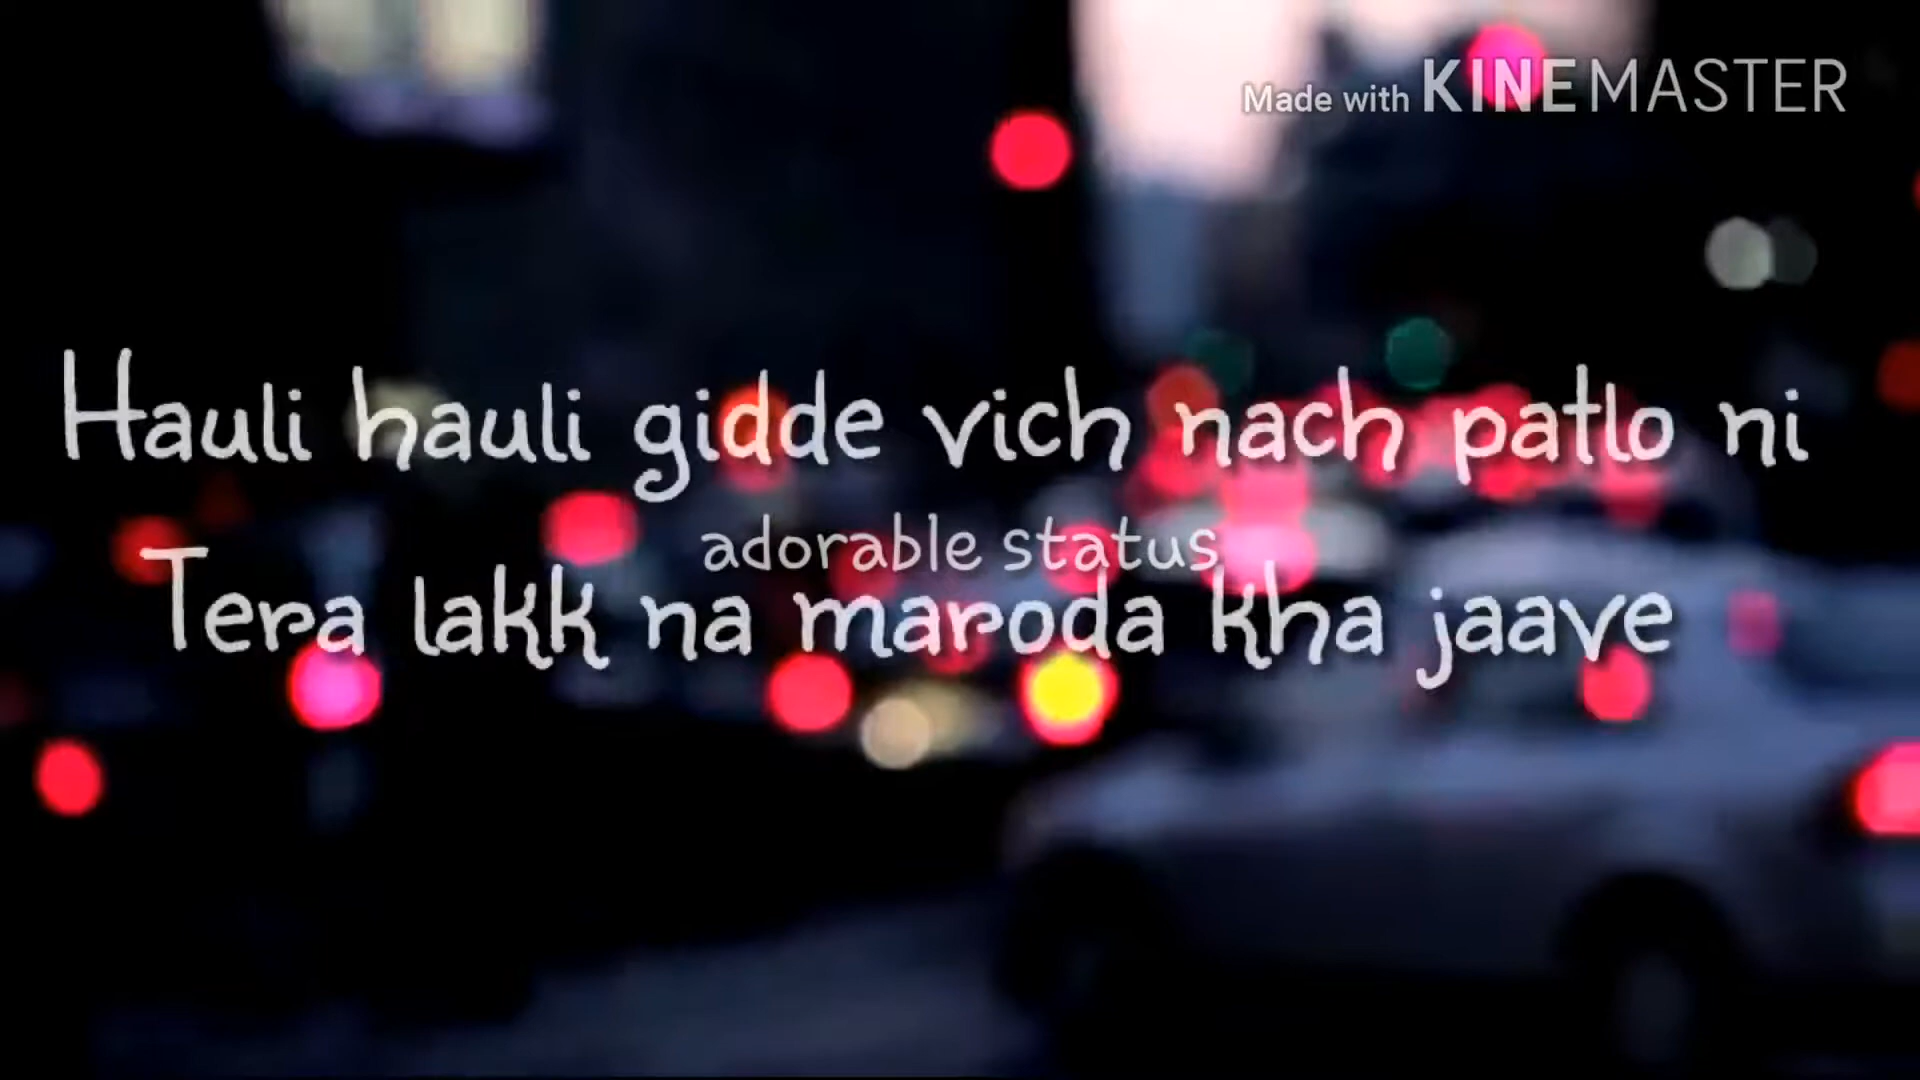 Made with KINEMASTER
Hauli hauli gidde vich nach patlo ni
adorable status
Tera lakk na maroda kha jaave